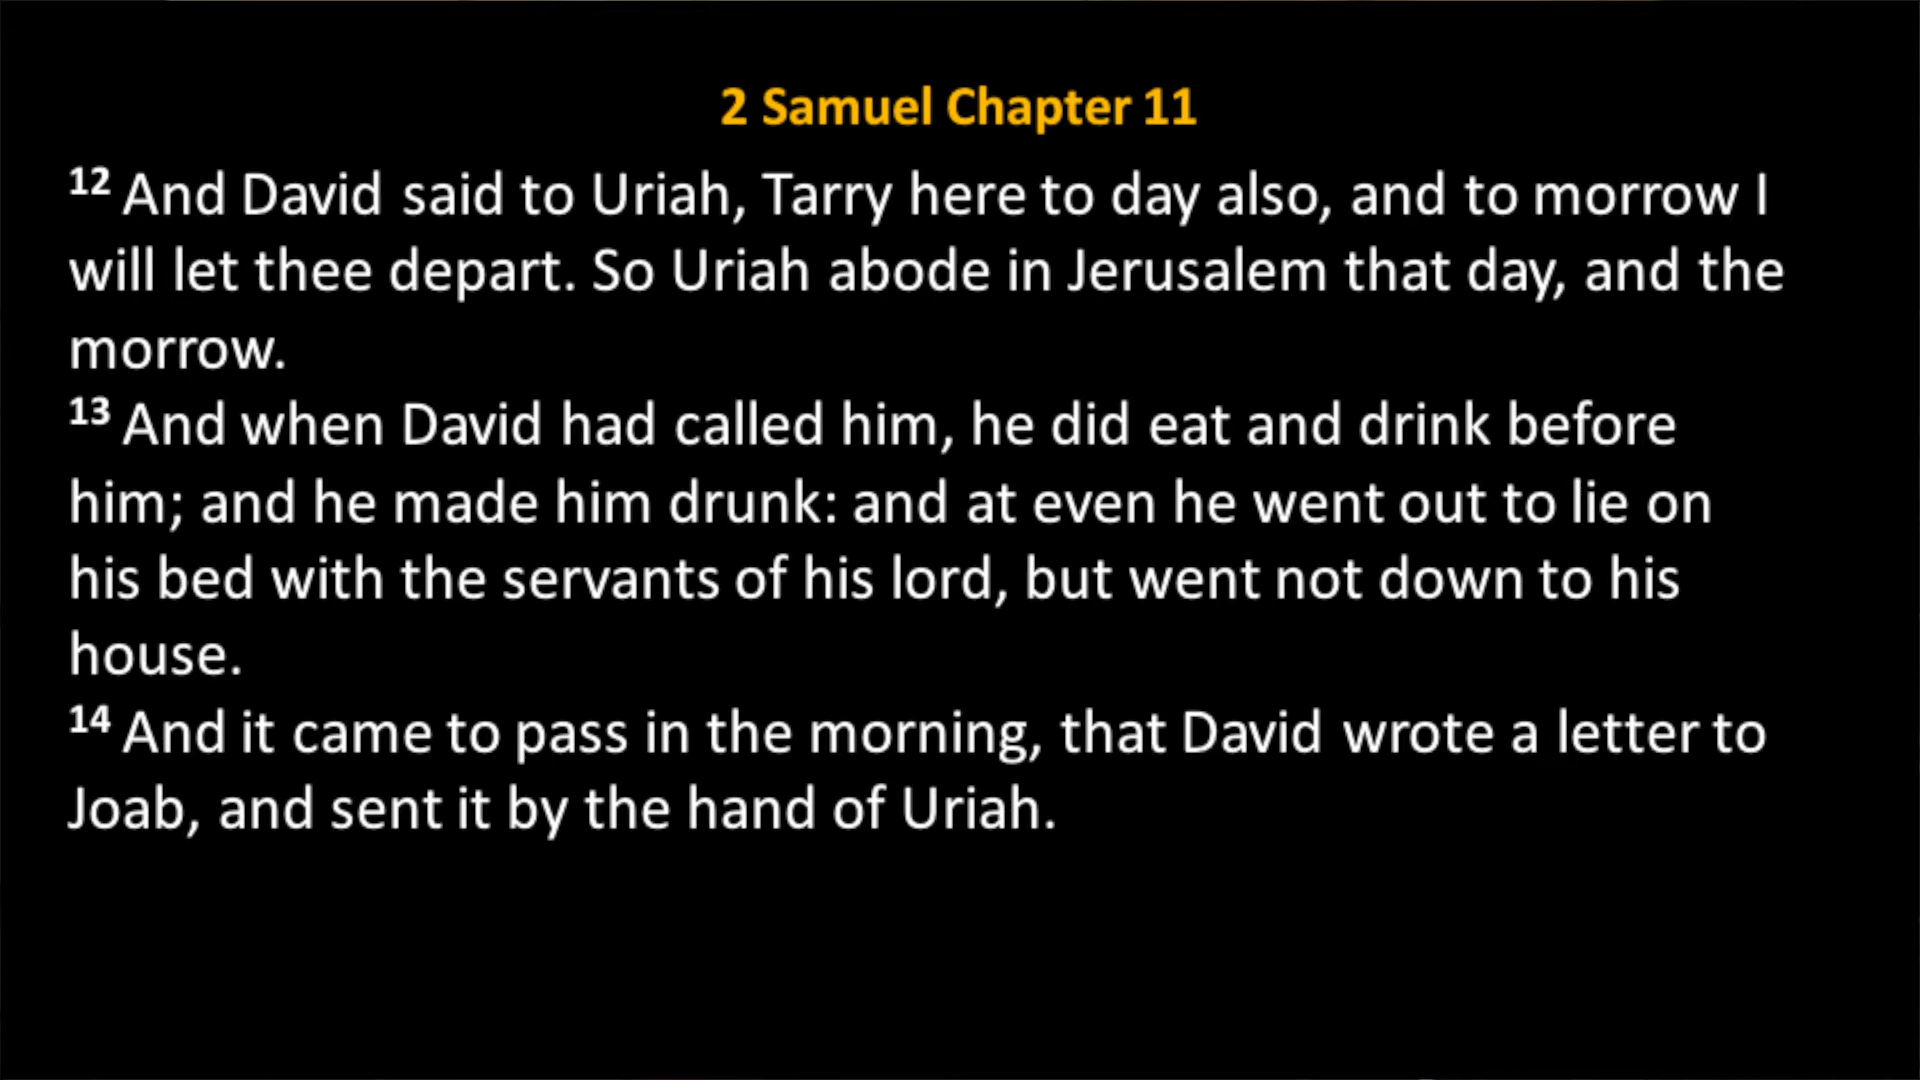 2 Samuel Chapter 11
12 And David said to Uriah, Tarry here to day also, and to morrow I
will let thee depart. So Uriah abode in Jerusalem that day, and the
morrow.
13 And when David had called him, he did eat and drink before
him; and he made him drunk: and at even he went out to lie on
his bed with the servants of his lord, but went not down to his
house.
14 And it came to pass in the morning, that David wrote a letter to
Joab, and sent it by the hand of Uriah.